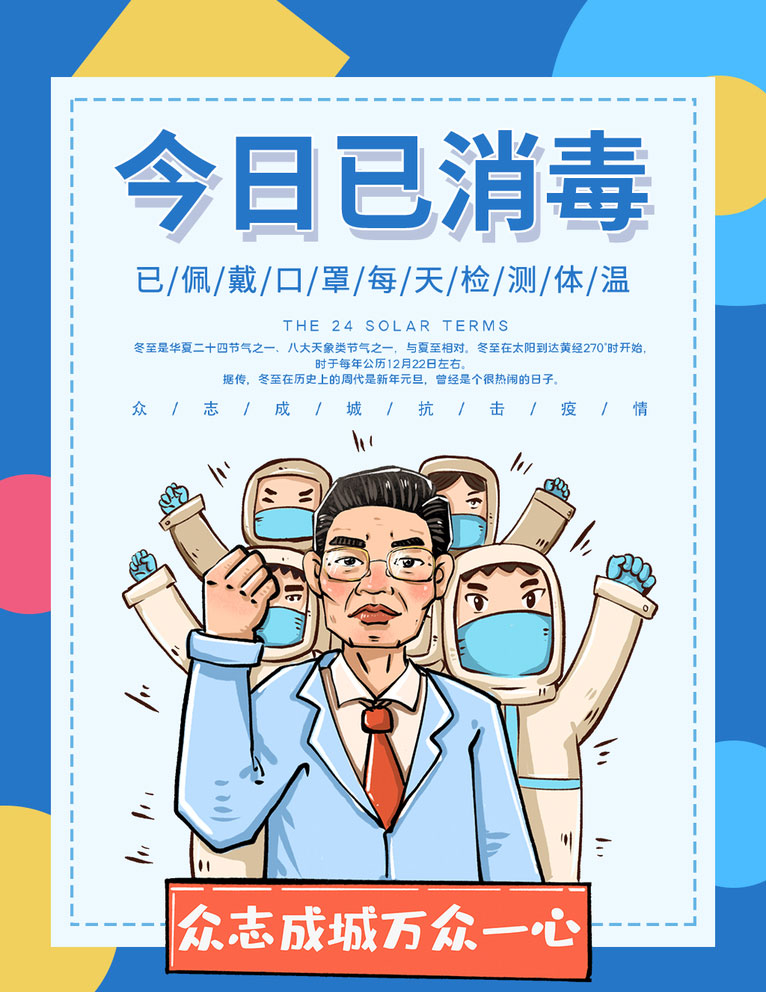 今日已消毒
已/佩/戴/口/罩/每/天/检/测/体/温
THE 24 SOLAR TERMS
冬至是华夏二十四节气之一、八大天象类节气之一，与夏至相对。冬至在太阳到达黄经270°时开始，
时于每年公历12月22日左右。
据传，冬至在历史上的周代是新年元旦，曾经是个很热闹的日子。
众 / 志 / 成 / 城 / 抗 / 击 / 疫 / 情
众志成城万众一心